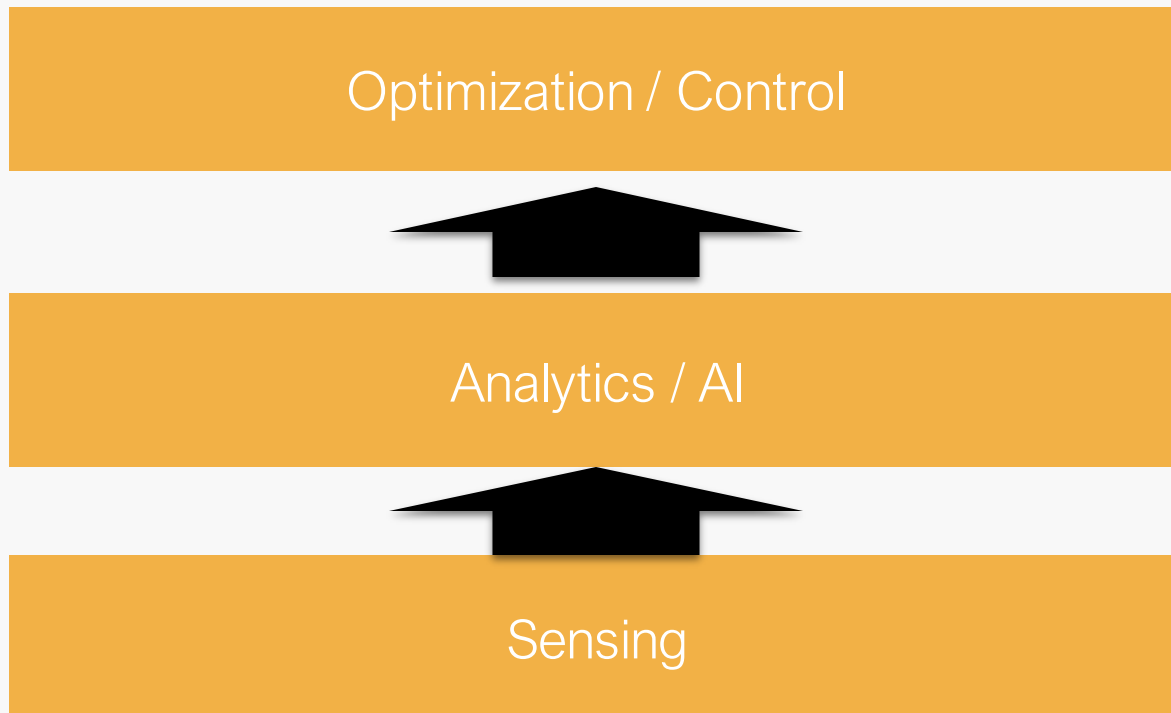 Optimization / Control
Analytics / AI
Sensing